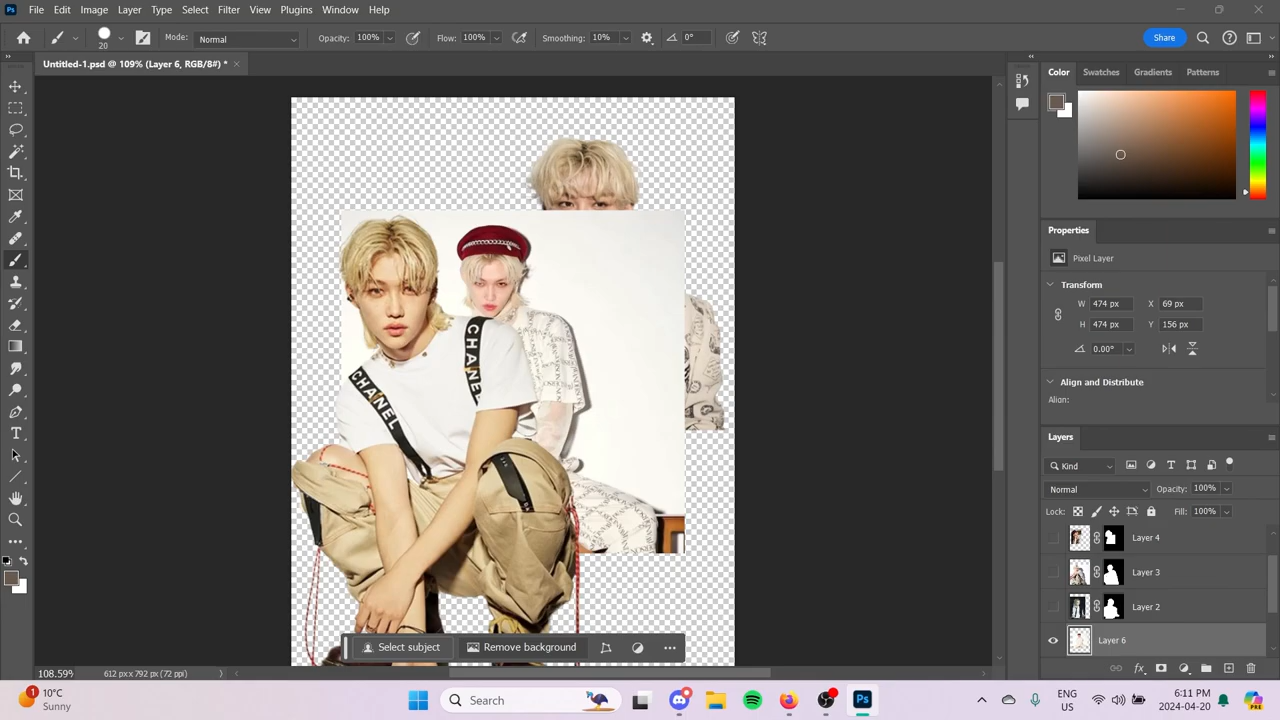 File Edit Image Layer Type Select Filter View Plugins Window Help
20 Mode: Normal Opacity: 100% Flow: 100% Smoothing: 10% 0° Share
Untitled-1.psd @ 109% (Layer 6, RGB/8#) * ×
Color Swatches Gradients Patterns
Properties
Pixel Layer
Transform
W 474 px X 69 px
H 474 px Y 156 px
0.00°
Align and Distribute
Align:
CHANEL
CHANEL
Layers
Kind
Normal Opacity: 100%
Lock: Fill: 100%
Layer 4
Layer 3
Layer 2
Layer 6
Select subject Remove background
108.59% 612 px x 792 px (72 ppi)
1 10°C
Sunny
Search
ENG
US
6:11 PM
2024-04-20
PRE